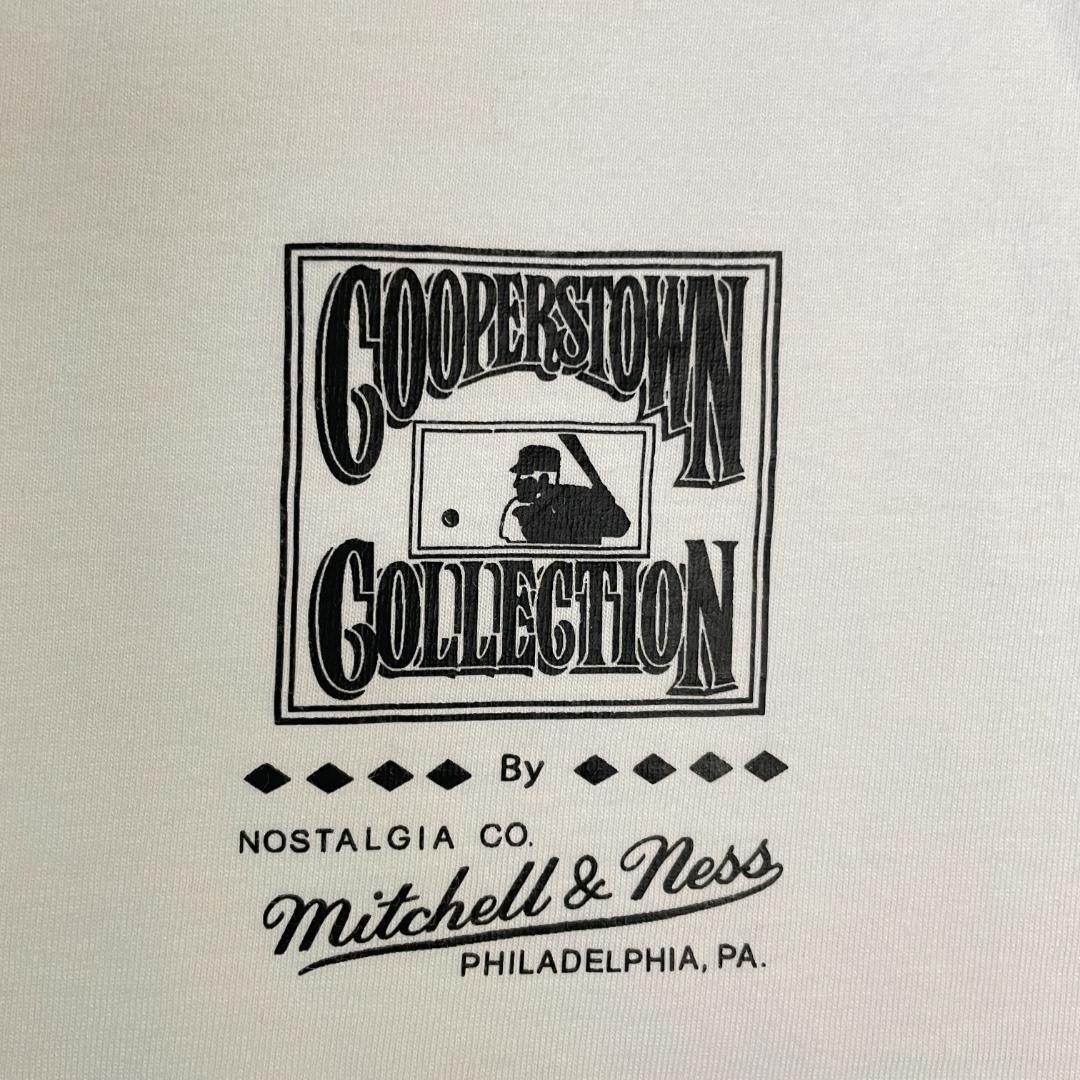 COOPERSTOWN
COLLECTION
By
NOSTALGIA CO.
Mitchell & Ness
PHILADELPHIA, PA.